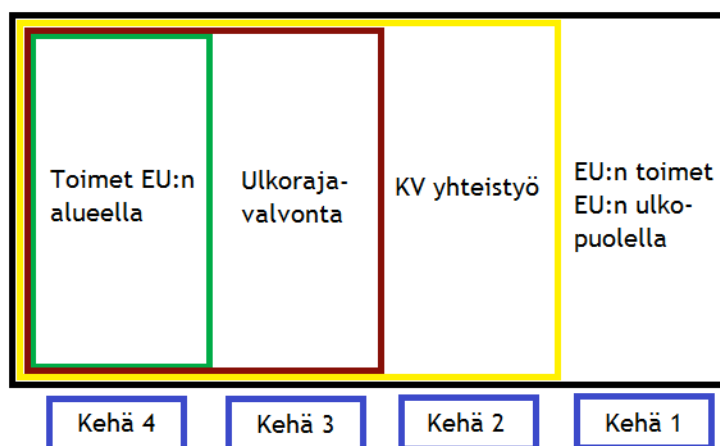 Toimet EU:n
alueella
Ulkoraja-
valvonta
KV yhteistyö
EU:n toimet
EU:n ulko-
puolella
Kehä 4
Kehä 3
Kehä 2
Kehä 1